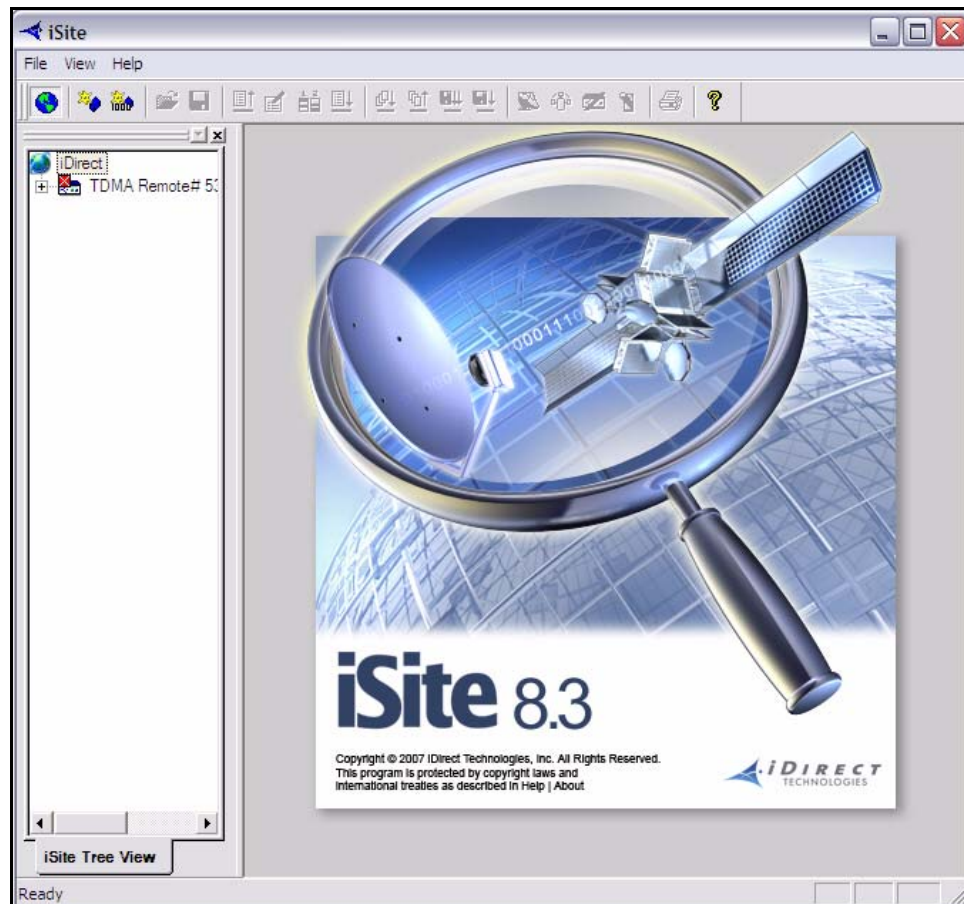 iSite
File View Help
iDirect
TDMA Remote# 53
000111100
iSite 8.3
Copyright © 2007 iDirect Technologies, Inc. All Rights Reserved.
This program is protected by copyright laws and
international treaties as described in Help | About
iDIRECT
TECHNOLOGIES
iSite Tree View
Ready